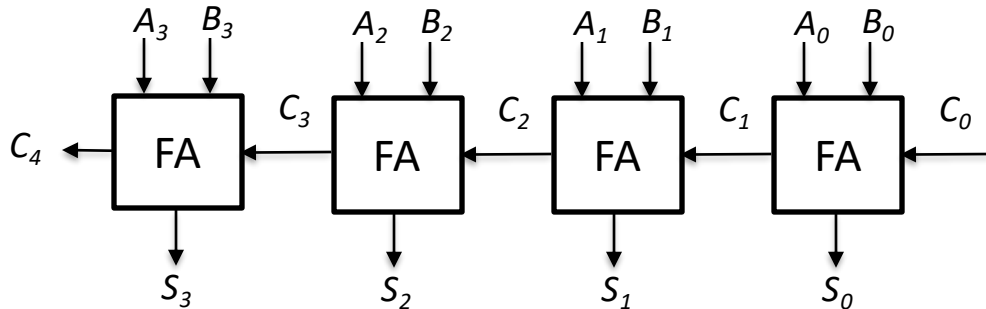 A₃ B₃ A₂ B₂ A₁ B₁ A₀ B₀
C₄ FA C₃ FA C₂ FA C₁ FA C₀
S₃ S₂ S₁ S₀